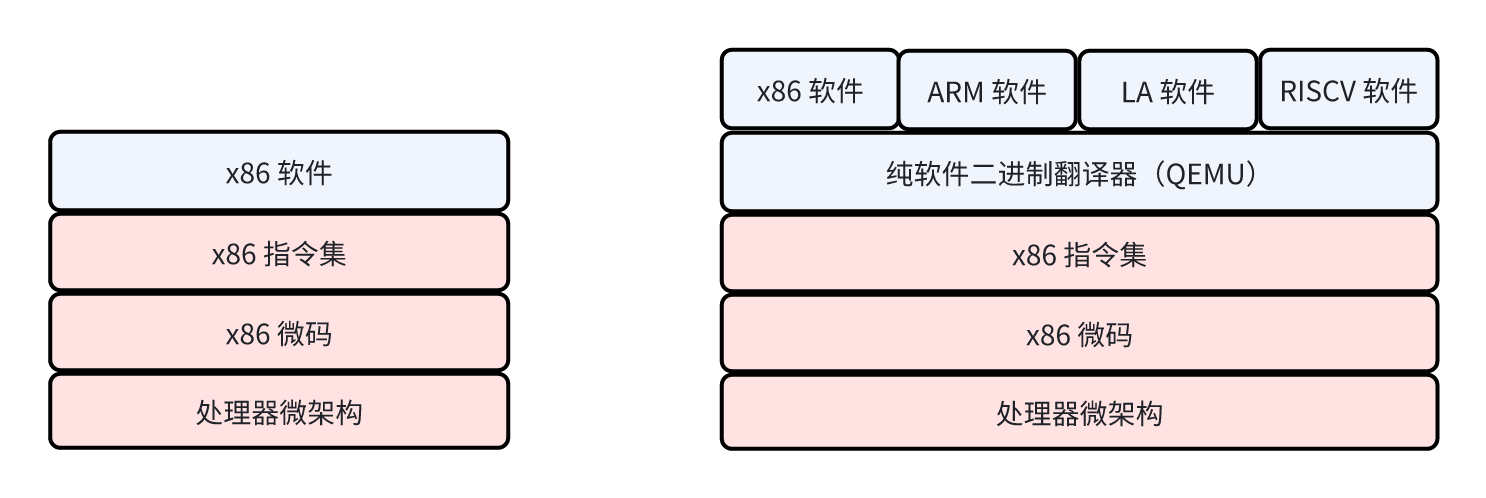 x86 软件
x86 指令集
x86 微码
处理器微架构
x86 软件
ARM 软件
LA 软件
RISCV 软件
纯软件二进制翻译器（QEMU）
x86 指令集
x86 微码
处理器微架构